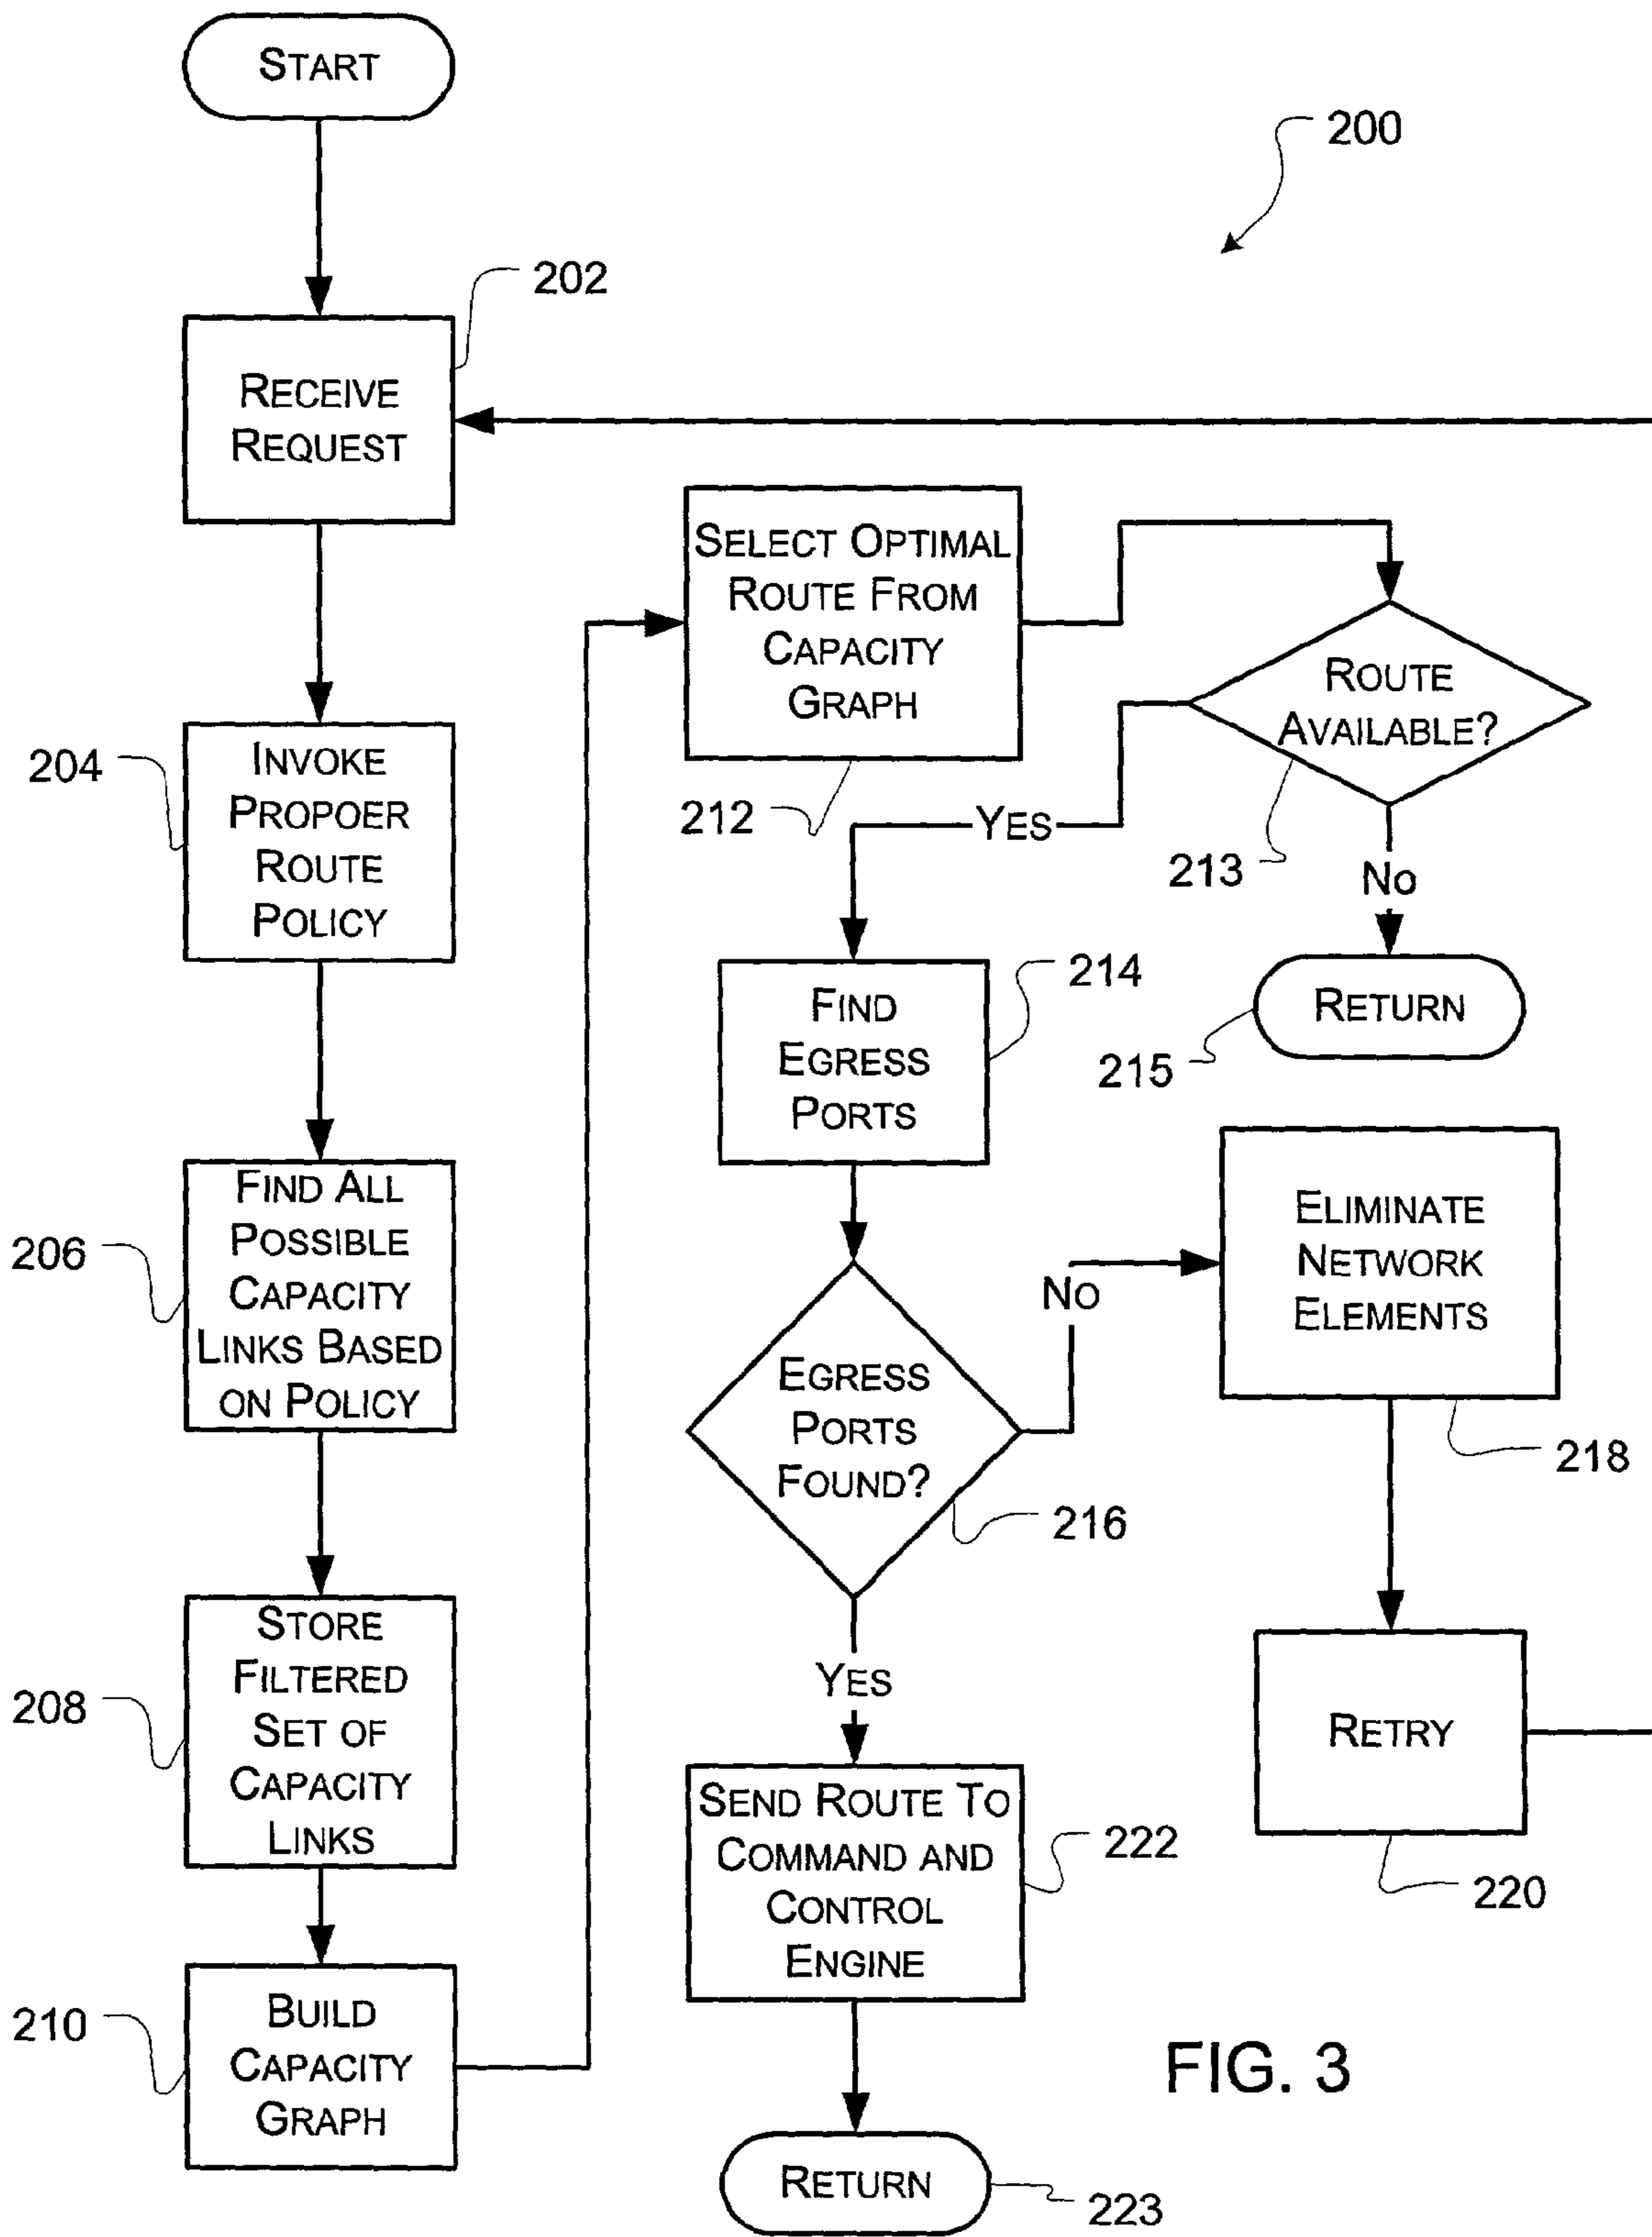 START
200
202
RECEIVE
REQUEST
204
INVOKE
PROPOER
ROUTE
POLICY
206
FIND ALL
POSSIBLE
CAPACITY
LINKS BASED
ON POLICY
208
STORE
FILTERED
SET OF
CAPACITY
LINKS
210
BUILD
CAPACITY
GRAPH
SELECT OPTIMAL
ROUTE FROM
CAPACITY
GRAPH
212
ROUTE
AVAILABLE?
213
YES
NO
RETURN
215
FIND
EGRESS
PORTS
214
EGRESS
PORTS
FOUND?
216
NO
ELIMINATE
NETWORK
ELEMENTS
218
RETRY
220
YES
SEND ROUTE TO
COMMAND AND
CONTROL
ENGINE
222
RETURN
223
FIG. 3